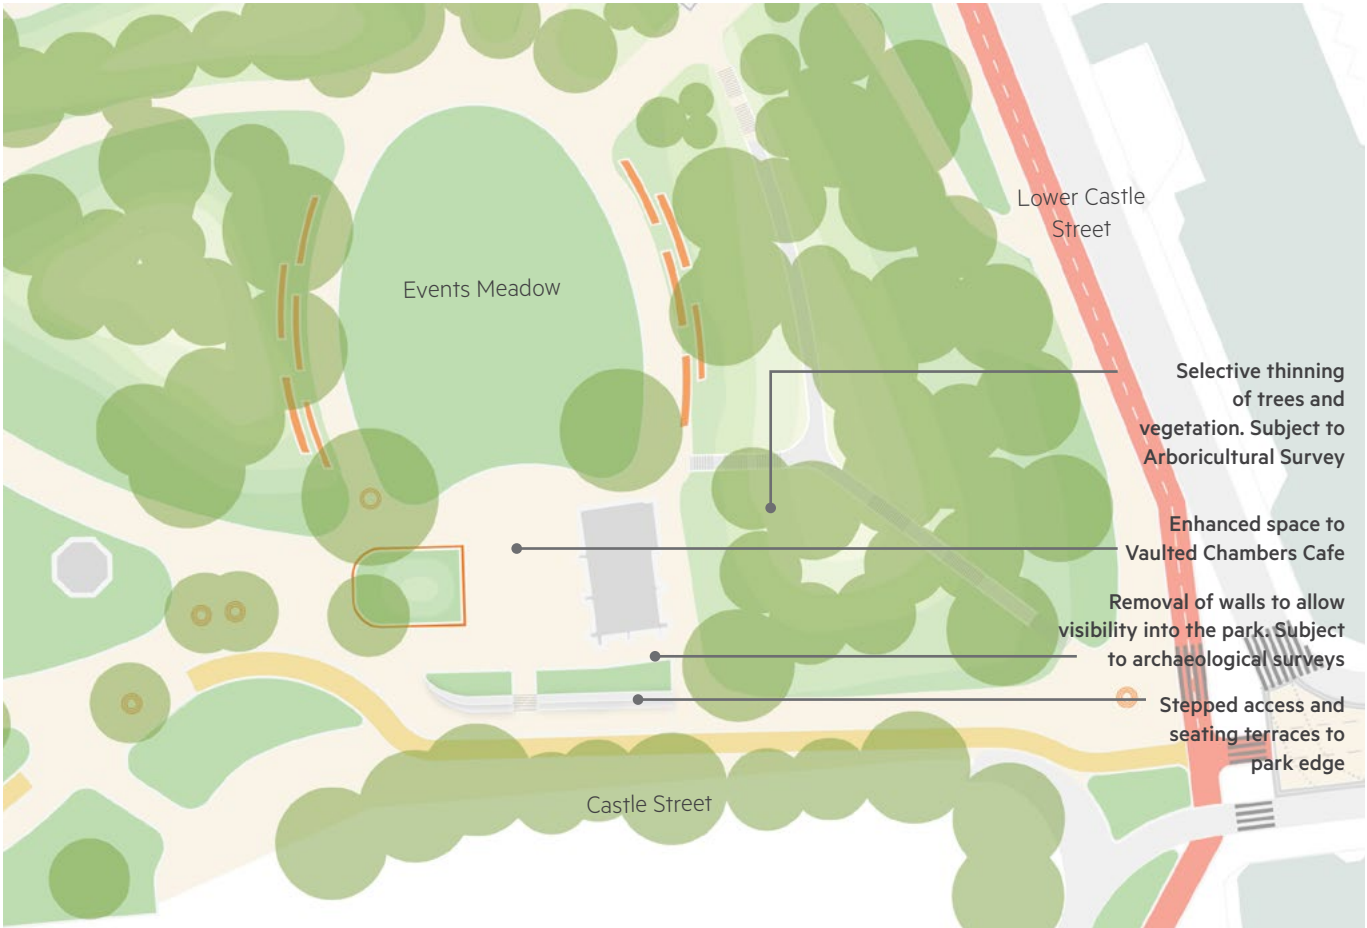 Lower Castle
Street
Events Meadow
Selective thinning
of trees and
vegetation. Subject to
Arboricultural Survey
Enhanced space to
Vaulted Chambers Cafe
Removal of walls to allow
visibility into the park. Subject
to archaeological surveys
Stepped access and
seating terraces to
park edge
Castle Street